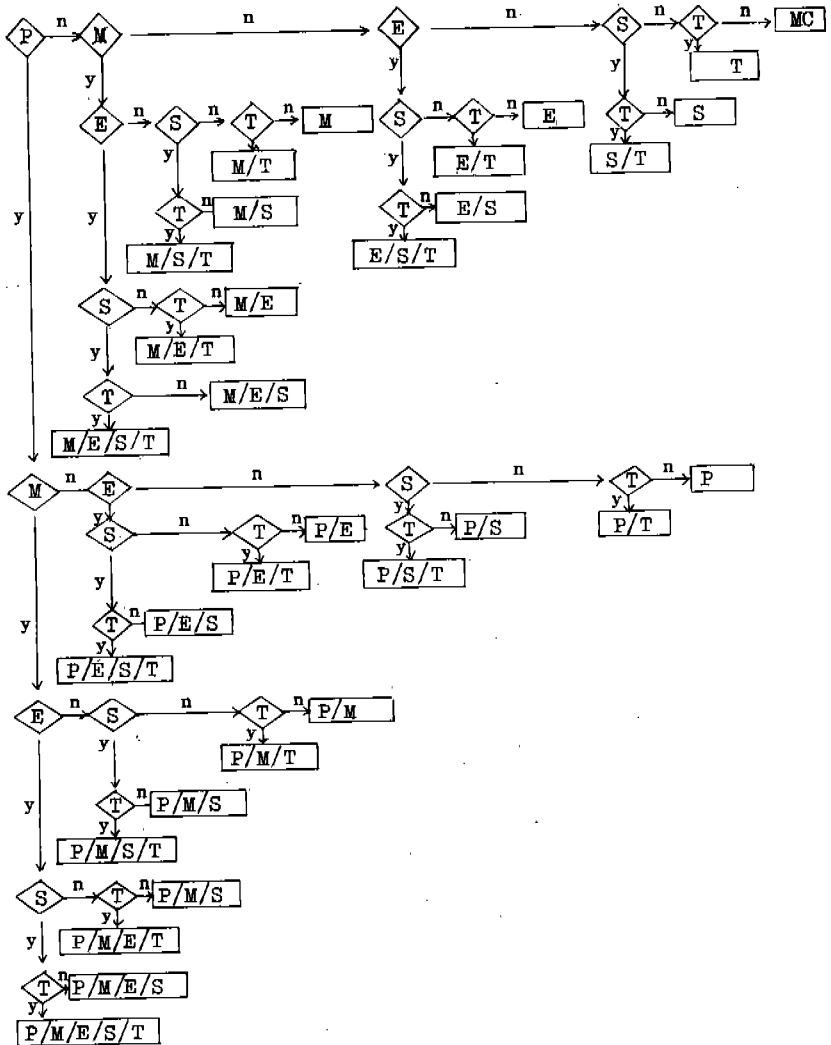 P n M n E n S n T n MC
y y y y y T
E n S n T n M S n T n E T n S
y y y y y y
M/T E/T S/T
y y T n M/S T n E/S
y y
M/S/T E/S/T
S n T n M/E
y y
M/E/T
T n M/E/S
y
M/E/S/T
M n E n S n T n P
y y y
S n T n P/E T n P/S P/T
y y y
P/E/T P/S/T
y T n P/E/S
y
P/E/S/T
E n S n T n P/M
y y
P/M/T
y T n P/M/S
y
P/M/S/T
S n T n P/M/S
y y
P/M/E/T
T n P/M/E/S
y
P/M/E/S/T